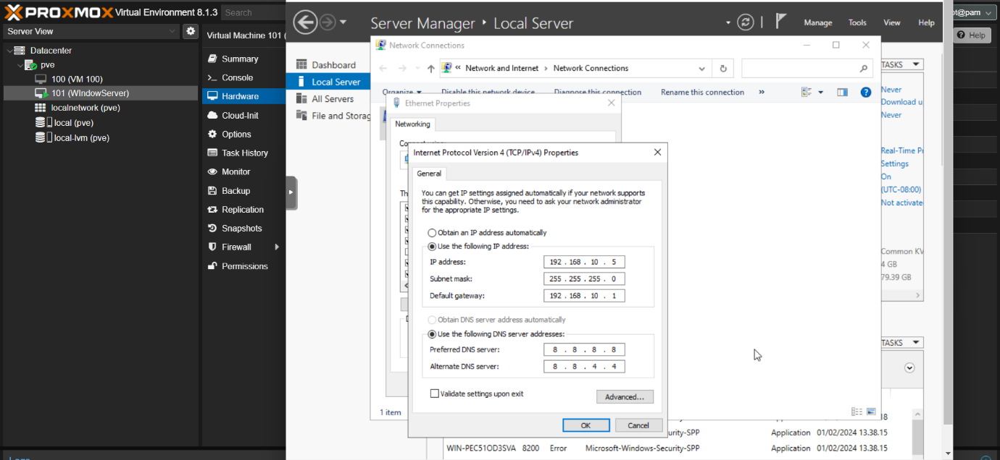 PROXMOX Virtual Environment 8.1.3 Search
Server View
Datacenter
pve
100 (VM 100)
101 (WIndowServer)
localnetwork (pve)
local (pve)
local-lvm (pve)
Virtual Machine 101 (
Summary
Console
Hardware
Cloud-Init
Options
Task History
Monitor
Backup
Replication
Snapshots
Firewall
Permissions
Server Manager Local Server
Manage Tools View Help
t@pam
Help
Dashboard
Local Server
All Servers
File and Storag
Network Connections
« Network and Internet > Network Connections
Organize Disable this network device Diagnose this connection Rename this connection »
Ethernet Properties
Networking
Internet Protocol Version 4 (TCP/IPv4) Properties
General
You can get IP settings assigned automatically if your network supports
this capability. Otherwise, you need to ask your network administrator
for the appropriate IP settings.
Obtain an IP address automatically
Use the following IP address:
IP address: 192 . 168 . 10 . 5
Subnet mask: 255 . 255 . 255 . 0
Default gateway: 192 . 168 . 10 . 1
Obtain DNS server address automatically
Use the following DNS server addresses:
Preferred DNS server: 8 . 8 . 8 . 8
Alternate DNS server: 8 . 8 . 4 . 4
Validate settings upon exit
Advanced...
OK Cancel
1 item
TASKS
Never
Download u
Never
Real-Time Pr
Settings
On
(UTC-08:00)
Not activate
Common KV
4 GB
79.39 GB
TASKS
18
urity-SPP Application 01/02/2024 13.38.15
WIN-PEC51OD3SVA 8200 Error Microsoft-Windows-Security-SPP Application 01/02/2024 13.38.15